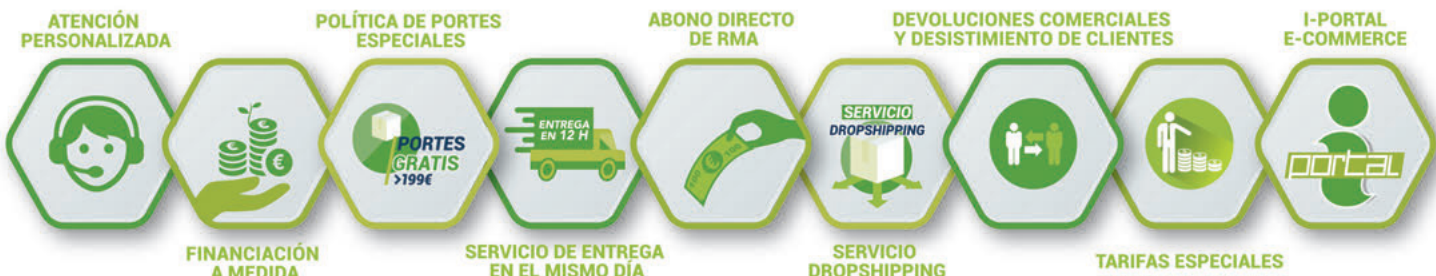 ATENCIÓN
PERSONALIZADA
FINANCIACIÓN
A MEDIDA
POLÍTICA DE PORTES
ESPECIALES
PORTES
GRATIS
>199€
ENTREGA
EN 12 H
SERVICIO DE ENTREGA
EN EL MISMO DÍA
ABONO DIRECTO
DE RMA
€
100
100
SERVICIO
DROPSHIPPING
SERVICIO
DROPSHIPPING
DEVOLUCIONES COMERCIALES
Y DESISTIMIENTO DE CLIENTES
TARIFAS ESPECIALES
I-PORTAL
E-COMMERCE
portal